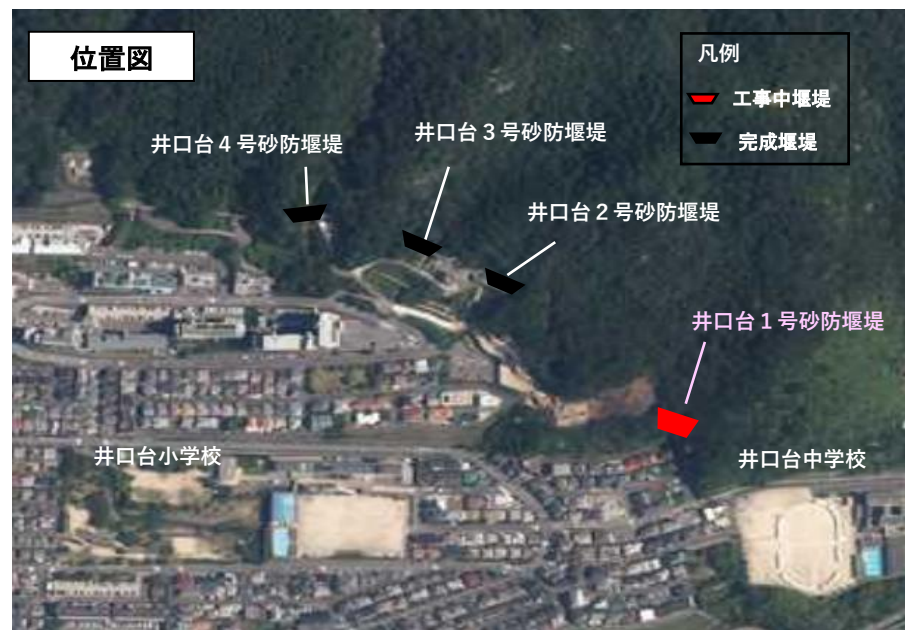 位置図
凡例
工事中堰堤
完成堰堤
井口台４号砂防堰堤
井口台３号砂防堰堤
井口台２号砂防堰堤
井口台１号砂防堰堤
井口台小学校
井口台中学校